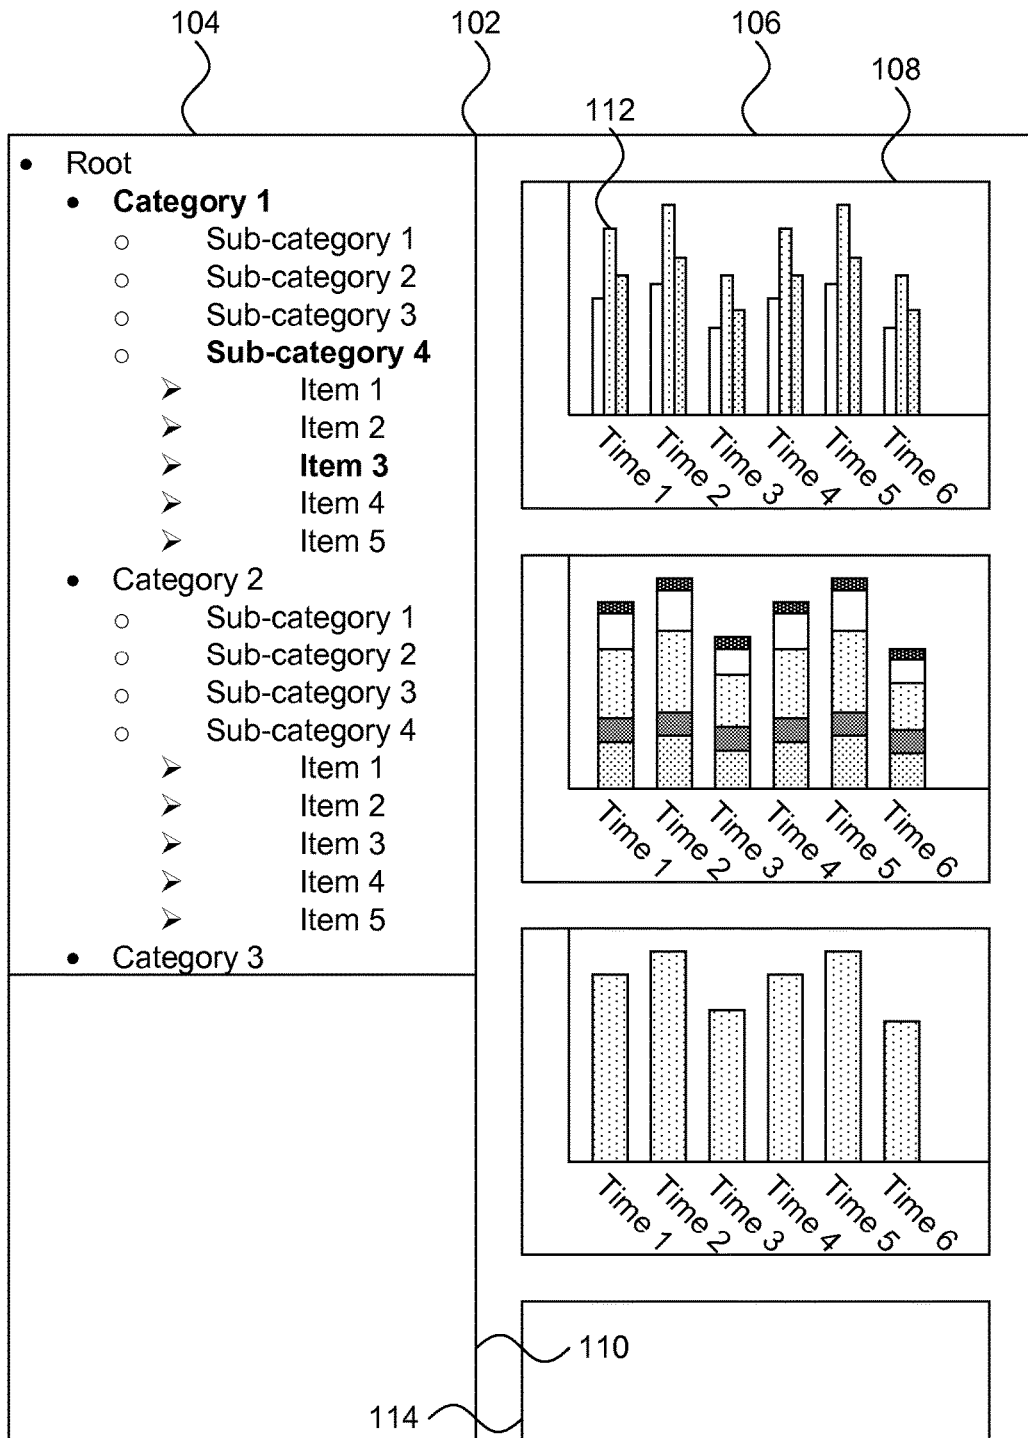 104
102
106
108
112
• Root
• Category 1
○ Sub-category 1
○ Sub-category 2
○ Sub-category 3
○ Sub-category 4
➢ Item 1
➢ Item 2
➢ Item 3
➢ Item 4
➢ Item 5
• Category 2
○ Sub-category 1
○ Sub-category 2
○ Sub-category 3
○ Sub-category 4
➢ Item 1
➢ Item 2
➢ Item 3
➢ Item 4
➢ Item 5
• Category 3
Time 1
Time 2
Time 3
Time 4
Time 5
Time 6
Time 1
Time 2
Time 3
Time 4
Time 5
Time 6
Time 1
Time 2
Time 3
Time 4
Time 5
Time 6
110
114